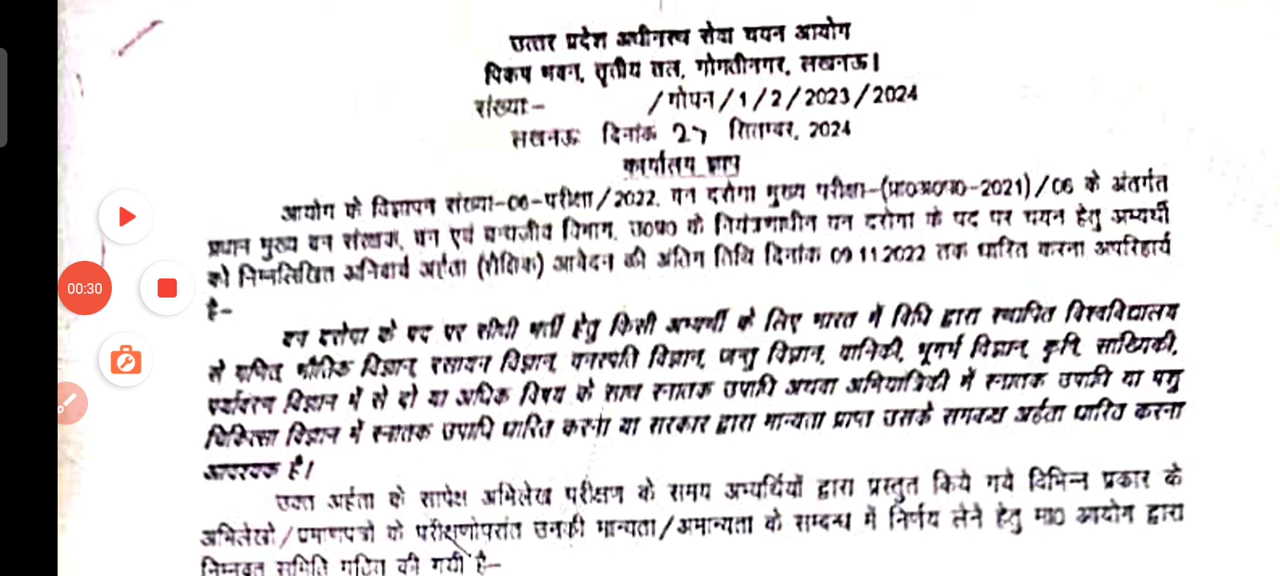 उत्तर प्रदेश अधीनस्थ सेवा चयन आयोग
पिकप भवन, तृतीय तल, गोमतीनगर, लखनऊ।
संख्या:- /गोपन/1/2/2023/2024
लखनऊ दिनांक 27 सितम्बर, 2024
कार्यालय ज्ञाप
आयोग के विज्ञापन संख्या-06-परीक्षा/2022, वन दरोगा मुख्य परीक्षा-(प्रा0अ0प0-2021)/06 के अंतर्गत
प्रधान मुख्य वन संरक्षक, वन एवं वन्यजीव विभाग, उ0प्र0 के नियंत्रणाधीन वन दरोगा के पद पर चयन हेतु अभ्यर्थी
को निम्नलिखित अनिवार्य अर्हता (शैक्षिक) आवेदन की अंतिम तिथि दिनांक 09.11.2022 तक धारित करना अपरिहार्य
है-
वन दरोगा के पद पर सीधी भर्ती हेतु किसी अभ्यर्थी के लिए भारत में विधि द्वारा स्थापित विश्वविद्यालय
से गणित, भौतिक विज्ञान, रसायन विज्ञान, वनस्पति विज्ञान, जन्तु विज्ञान, वानिकी, भूगर्भ विज्ञान, कृषि, सांख्यिकी,
पर्यावरण विज्ञान में से दो या अधिक विषय के साथ स्नातक उपाधि अथवा अभियांत्रिकी में स्नातक उपाधि या पशु
चिकित्सा विज्ञान में स्नातक उपाधि धारित करना या सरकार द्वारा मान्यता प्राप्त उसके समकक्ष अर्हता धारित करना
आवश्यक है।
उक्त अर्हता के सापेक्ष अभिलेख परीक्षण के समय अभ्यर्थियों द्वारा प्रस्तुत किये गये विभिन्न प्रकार के
अभिलेखों/प्रमाणपत्रों के परीक्षणोपरांत उनकी मान्यता/अमान्यता के सम्बन्ध में निर्णय लेने हेतु मा0 आयोग द्वारा
निम्नवत समिति गठित की गयी है-
00:30